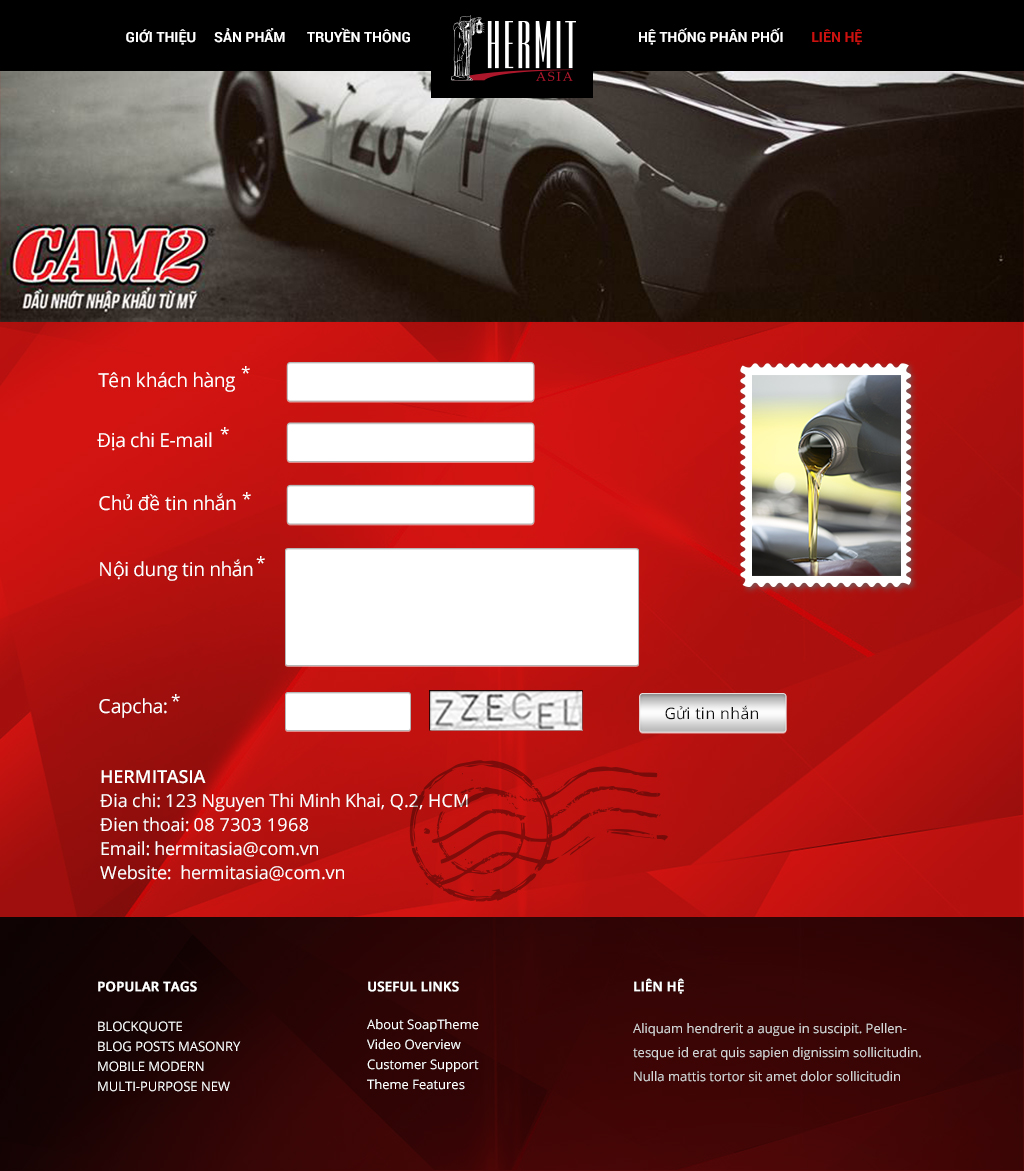 GIỚI THIỆU SẢN PHẨM TRUYỀN THÔNG HERMIT ASIA HỆ THỐNG PHÂN PHỐI LIÊN HỆ
26 P
CAM2
DẦU NHỚT NHẬP KHẨU TỪ MỸ
Tên khách hàng *
Địa chi E-mail *
Chủ đề tin nhắn *
Nội dung tin nhắn *
Capcha: * ZZECEL Gửi tin nhắn
HERMITASIA
Đia chi: 123 Nguyen Thi Minh Khai, Q.2, HCM
Đien thoai: 08 7303 1968
Email: hermitasia@com.vn
Website: hermitasia@com.vn
POPULAR TAGS
BLOCKQUOTE
BLOG POSTS MASONRY
MOBILE MODERN
MULTI-PURPOSE NEW
USEFUL LINKS
About SoapTheme
Video Overview
Customer Support
Theme Features
LIÊN HỆ
Aliquam hendrerit a augue in suscipit. Pellen-
tesque id erat quis sapien dignissim sollicitudin.
Nulla mattis tortor sit amet dolor sollicitudin